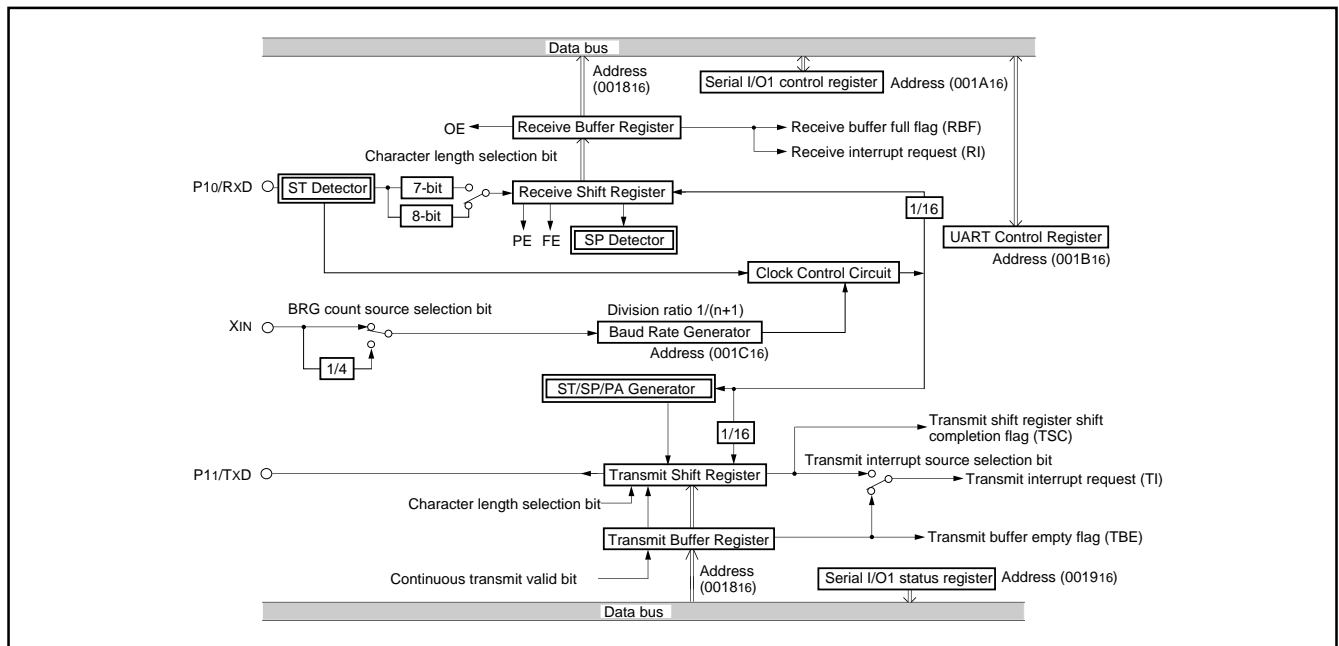 Data bus
Address
(001816)
Serial I/O1 control register
Address (001A16)
OE
Receive Buffer Register
Receive buffer full flag (RBF)
Receive interrupt request (RI)
Character length selection bit
P10/RXD
ST Detector
7-bit
8-bit
Receive Shift Register
1/16
PE
FE
SP Detector
UART Control Register
Address (001B16)
Clock Control Circuit
BRG count source selection bit
Division ratio 1/(n+1)
XIN
Baud Rate Generator
Address (001C16)
1/4
ST/SP/PA Generator
1/16
Transmit shift register shift
completion flag (TSC)
Transmit interrupt source selection bit
P11/TXD
Transmit Shift Register
Transmit interrupt request (TI)
Character length selection bit
Transmit Buffer Register
Transmit buffer empty flag (TBE)
Continuous transmit valid bit
Address
(001816)
Serial I/O1 status register
Address (001916)
Data bus